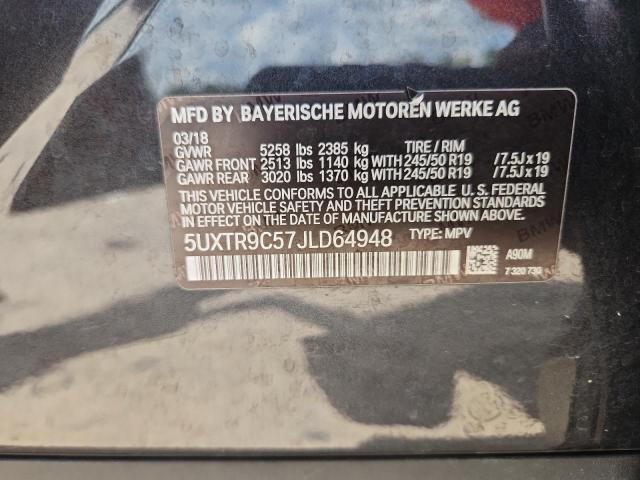 MFD BY BAYERISCHE MOTOREN WERKE AG
03/18
GVWR 5258 lbs 2385 kg TIRE / RIM
GAWR FRONT 2513 lbs 1140 kg WITH 245/50 R19 /7.5J x 19
GAWR REAR 3020 lbs 1370 kg WITH 245/50 R19 /7.5J x 19
THIS VEHICLE CONFORMS TO ALL APPLICABLE U. S. FEDERAL
MOTOR VEHICLE SAFETY AND THEFT PREVENTION STANDARDS
IN EFFECT ON THE DATE OF MANUFACTURE SHOWN ABOVE
5UXTR9C57JLD64948 TYPE: MPV
A90M
7 320 730